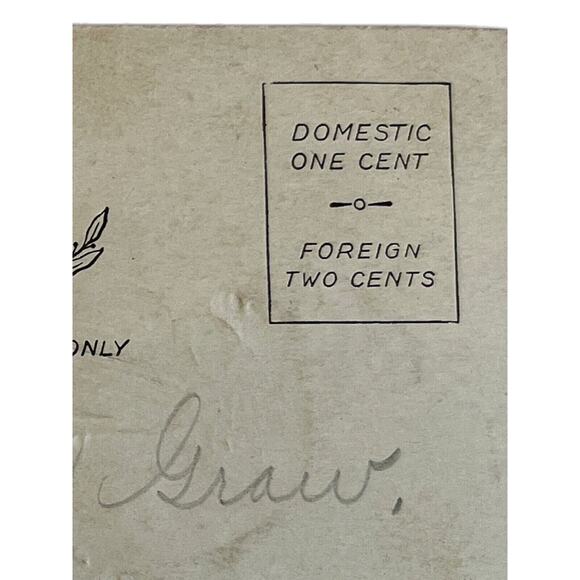 DOMESTIC
ONE CENT
FOREIGN
TWO CENTS
ONLY
Graw.